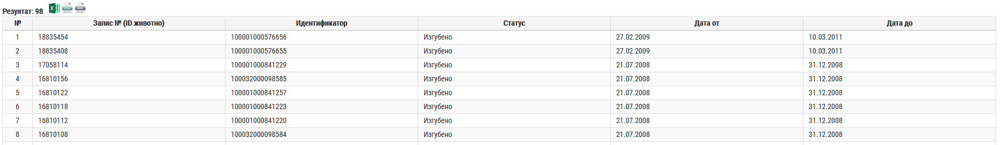 Резултат: 98 CSV XML
№ Запис № (ID животно) Идентификатор Статус Дата от Дата до
1 18835454 100001000576656 Изгубено 27.02.2009 10.03.2011
2 18835408 100001000576655 Изгубено 27.02.2009 10.03.2011
3 17058114 100001000841229 Изгубено 21.07.2008 31.12.2008
4 16810156 100032000098585 Изгубено 21.07.2008 31.12.2008
5 16810122 100001000841257 Изгубено 21.07.2008 31.12.2008
6 16810118 100001000841223 Изгубено 21.07.2008 31.12.2008
7 16810112 100001000841220 Изгубено 21.07.2008 31.12.2008
8 16810108 100032000098584 Изгубено 21.07.2008 31.12.2008